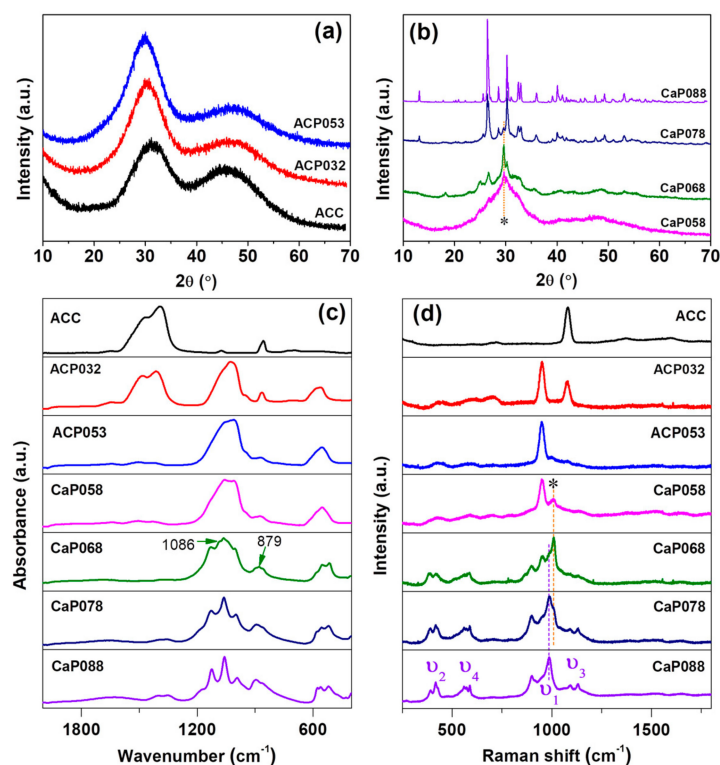 (a)
Intensity (a.u.)
ACP053
ACP032
ACC
10 20 30 40 50 60 70
2θ (°)
(b)
Intensity (a.u.)
CaP088
CaP078
CaP068
CaP058
*
10 20 30 40 50 60 70
2θ (°)
(c)
Absorbance (a.u.)
ACC
ACP032
ACP053
CaP058
CaP068
1086
879
CaP078
CaP088
1800 1200 600
Wavenumber (cm⁻¹)
(d)
Intensity (a.u.)
ACC
ACP032
ACP053
CaP058
*
CaP068
CaP078
CaP088
υ₂ υ₄ υ₁ υ₃
500 1000 1500
Raman shift (cm⁻¹)